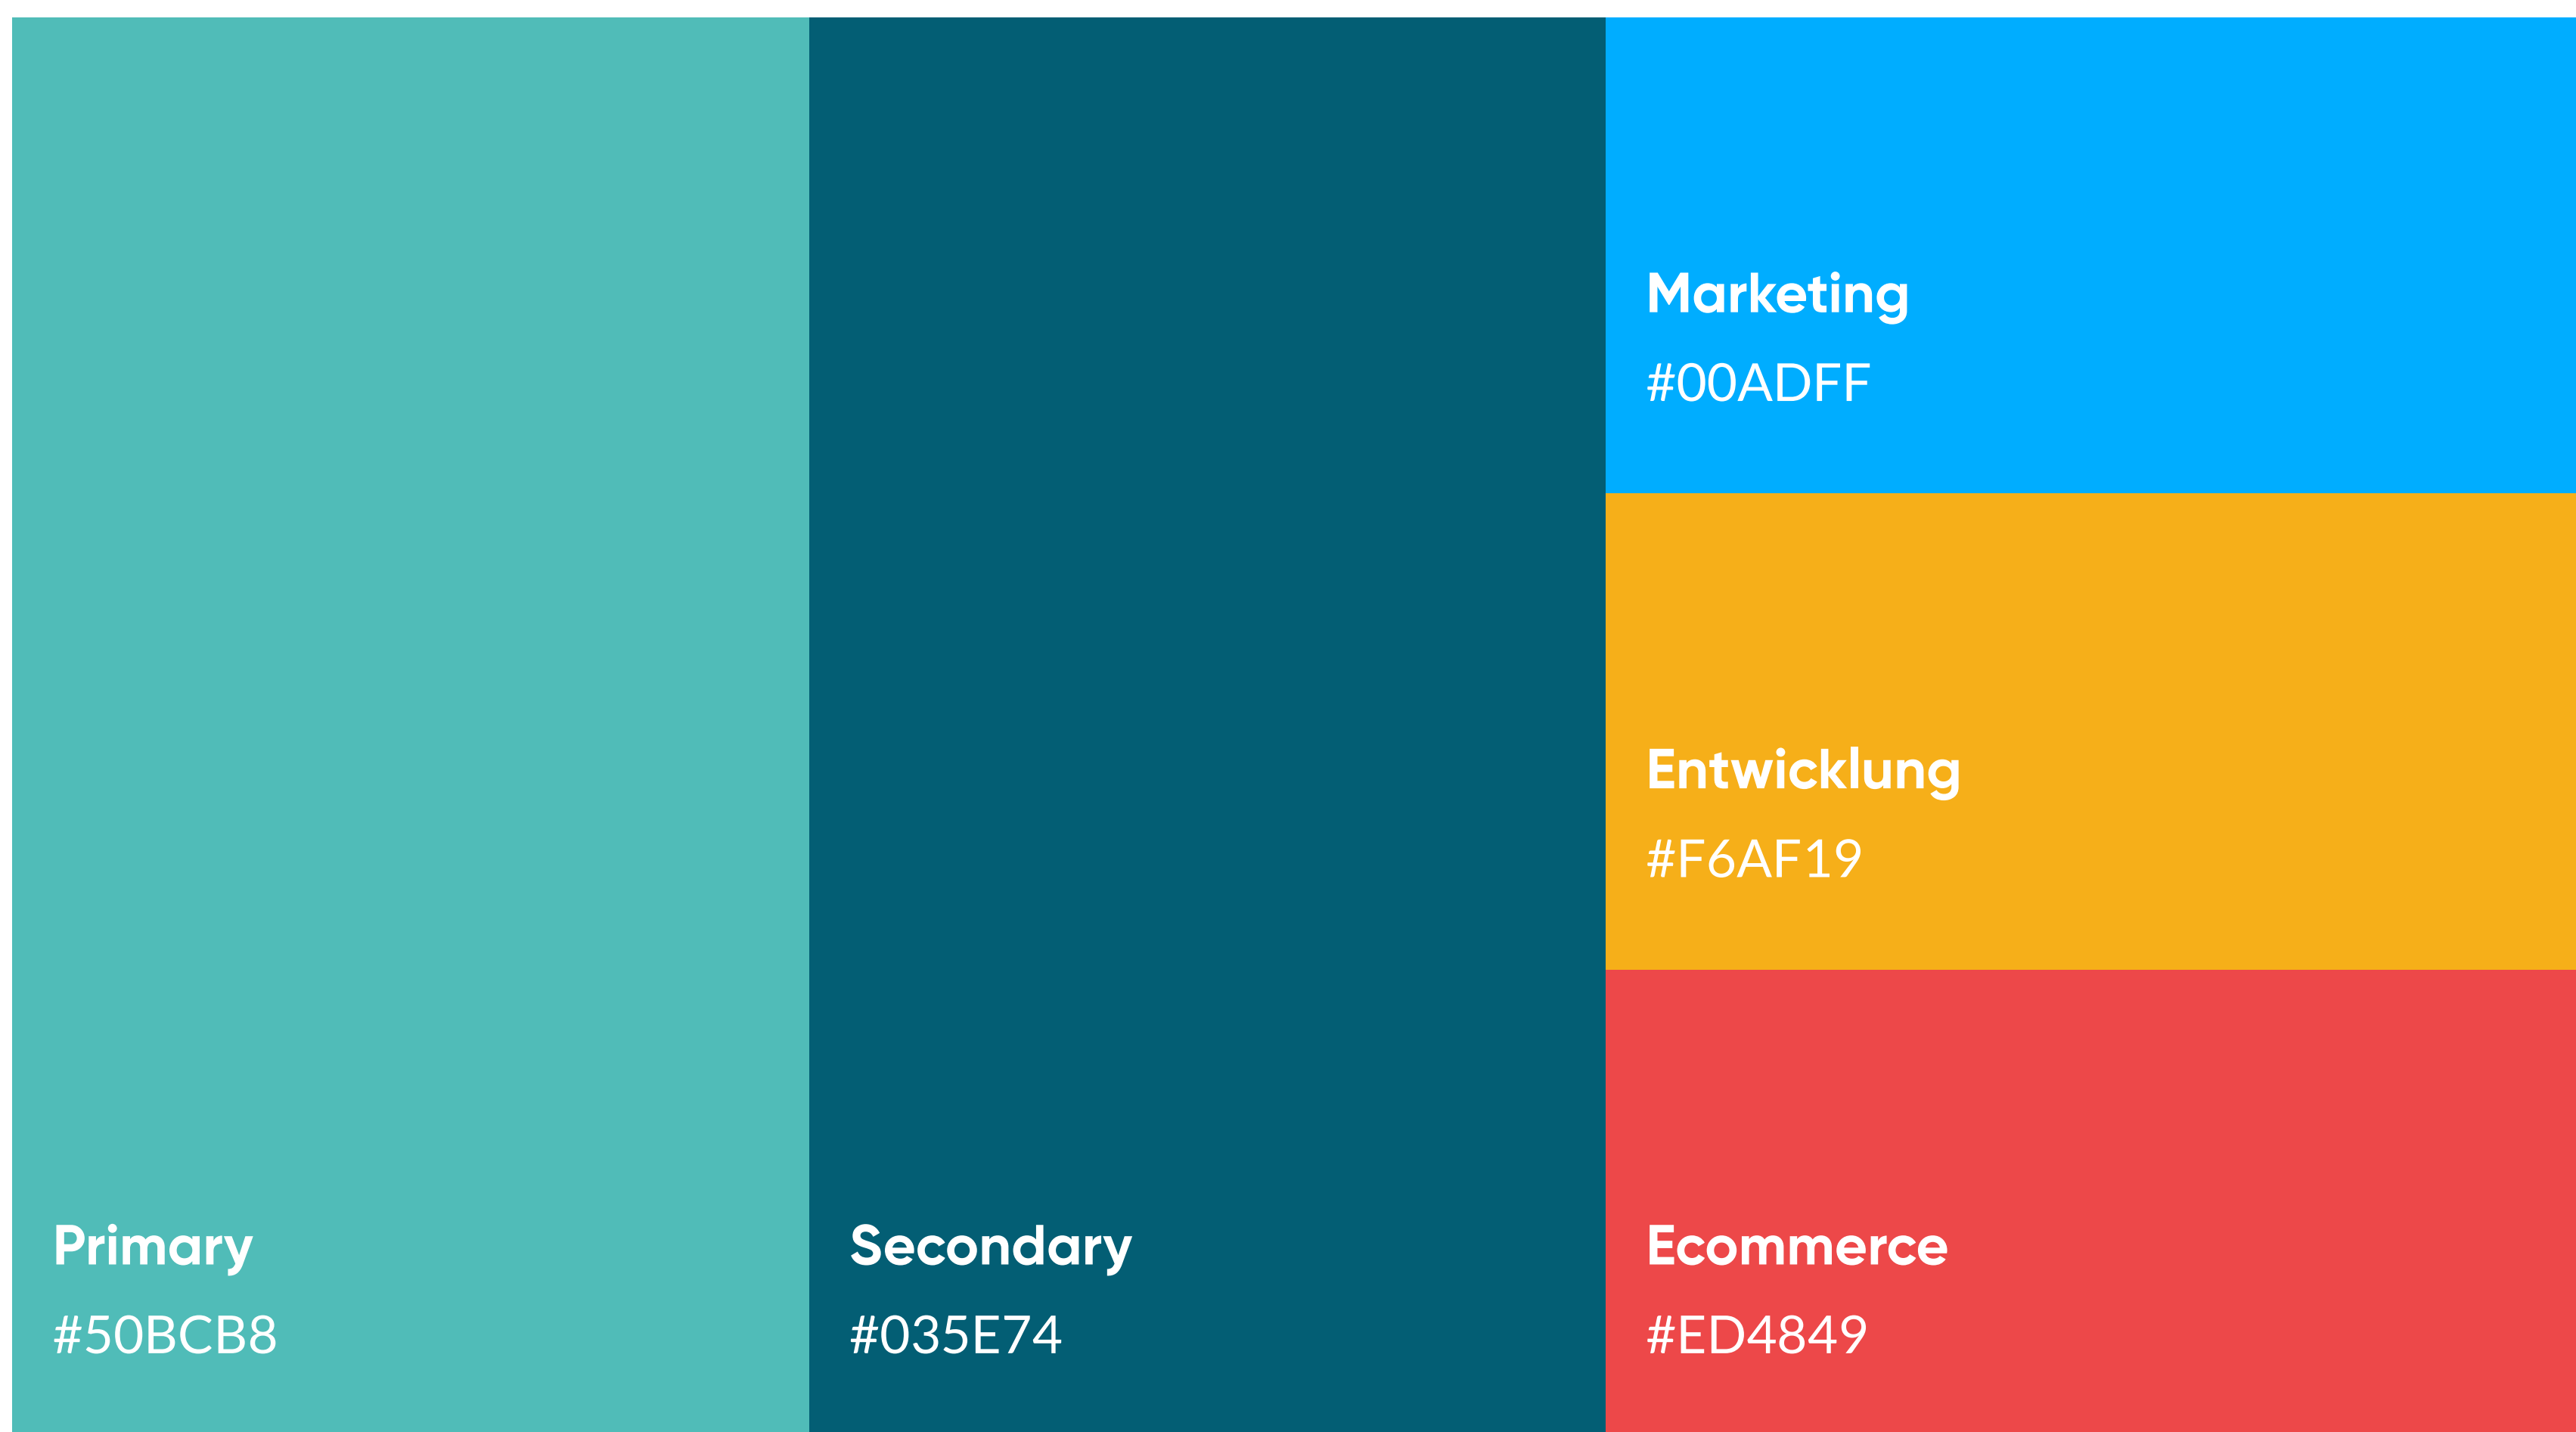 Primary
#50BCB8
Secondary
#035E74
Marketing
#00ADFF
Entwicklung
#F6AF19
Ecommerce
#ED4849